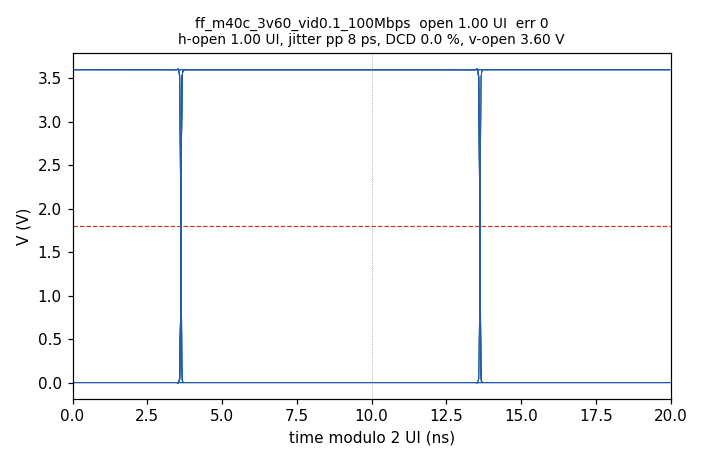 ff_m40c_3v60_vid0.1_100Mbps  open 1.00 UI  err 0
h-open 1.00 UI, jitter pp 8 ps, DCD 0.0 %, v-open 3.60 V
V (V)
3.5
3.0
2.5
2.0
1.5
1.0
0.5
0.0
0.0 2.5 5.0 7.5 10.0 12.5 15.0 17.5 20.0
time modulo 2 UI (ns)